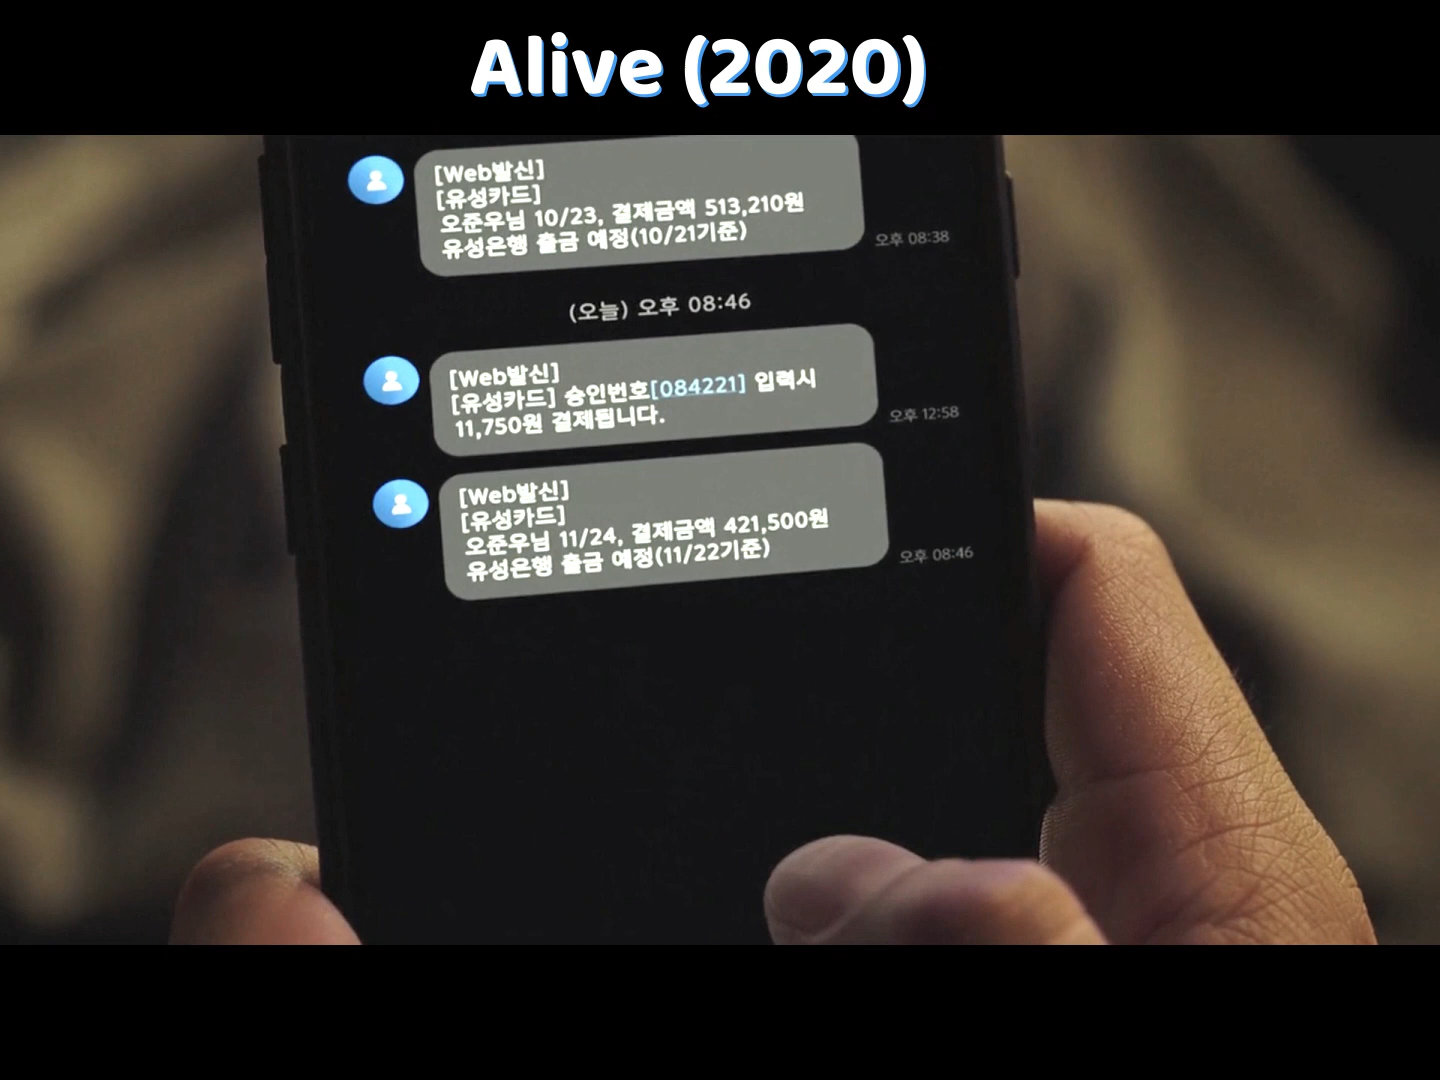 Alive (2020)
[Web발신]
[유성카드]
오준우님 10/23, 결제금액 513,210원
유성은행 출금 예정(10/21기준)
오후 08:38
(오늘) 오후 08:46
[Web발신]
[유성카드]승인번호[084221] 입력시
11,750원 결제됩니다.
오후 12:58
[Web발신]
[유성카드]
오준우님 11/24, 결제금액 421,500원
유성은행 출금 예정(11/22기준)
오후 08:46